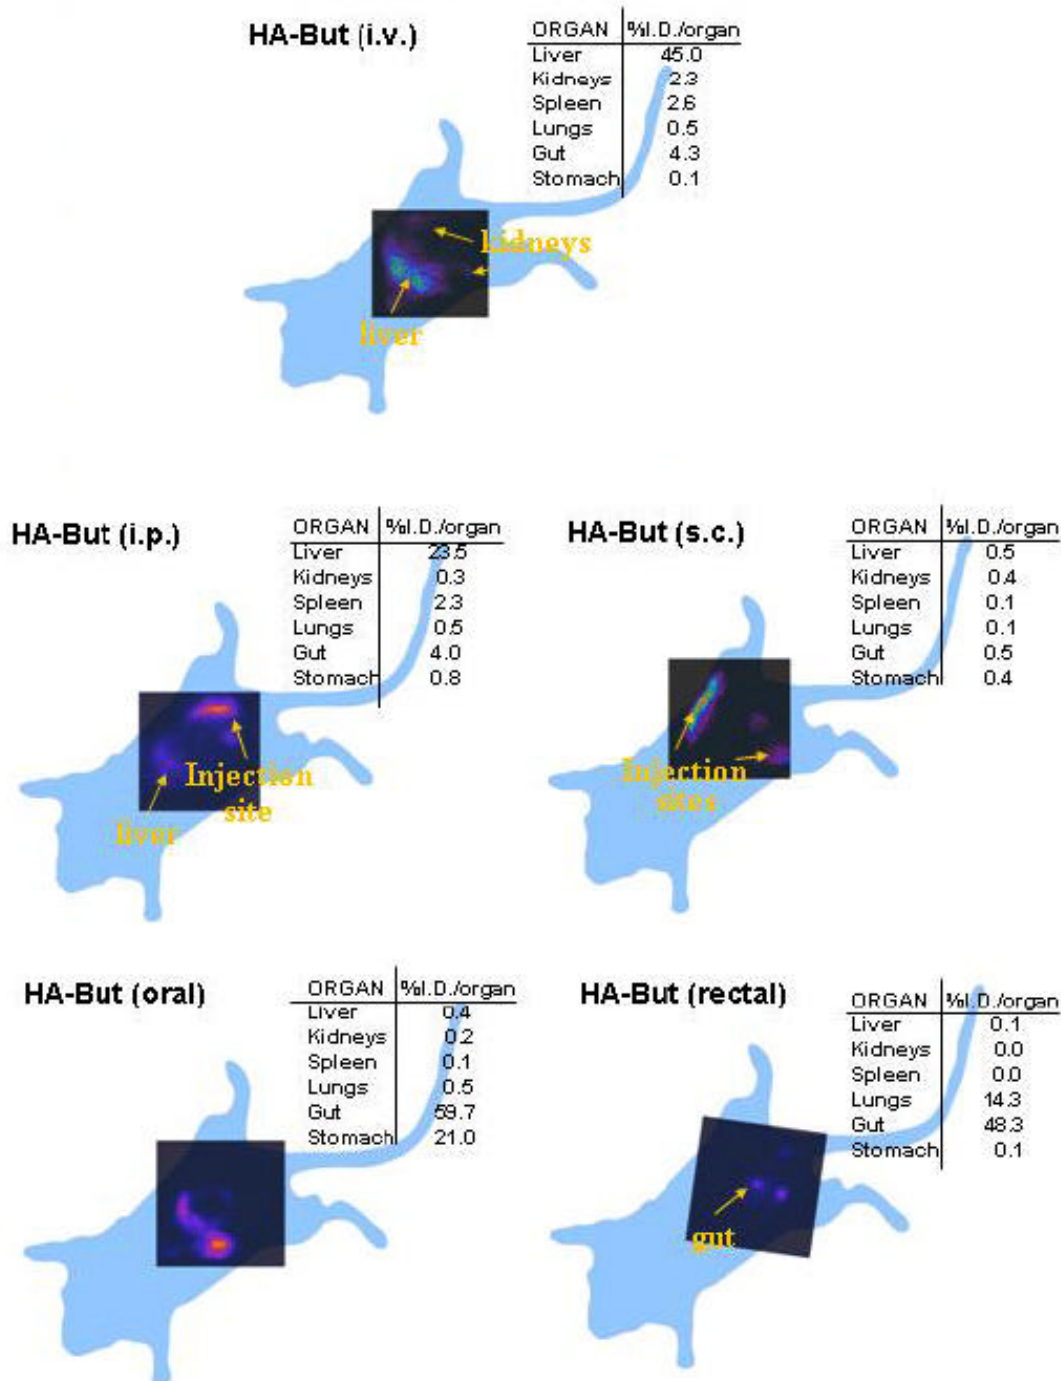 HA-But (i.v.)
ORGAN %I.D./organ
Liver 45.0
Kidneys 2.3
Spleen 2.6
Lungs 0.5
Gut 4.3
Stomach 0.1
kidneys
liver
HA-But (i.p.)
ORGAN %I.D./organ
Liver 23.5
Kidneys 0.3
Spleen 2.3
Lungs 0.5
Gut 4.0
Stomach 0.8
Injection
site
liver
HA-But (s.c.)
ORGAN %I.D./organ
Liver 0.5
Kidneys 0.4
Spleen 0.1
Lungs 0.1
Gut 0.5
Stomach 0.4
Injection
sites
HA-But (oral)
ORGAN %I.D./organ
Liver 0.4
Kidneys 0.2
Spleen 0.1
Lungs 0.5
Gut 59.7
Stomach 21.0
HA-But (rectal)
ORGAN %I.D./organ
Liver 0.1
Kidneys 0.0
Spleen 0.0
Lungs 14.3
Gut 48.3
Stomach 0.1
gut